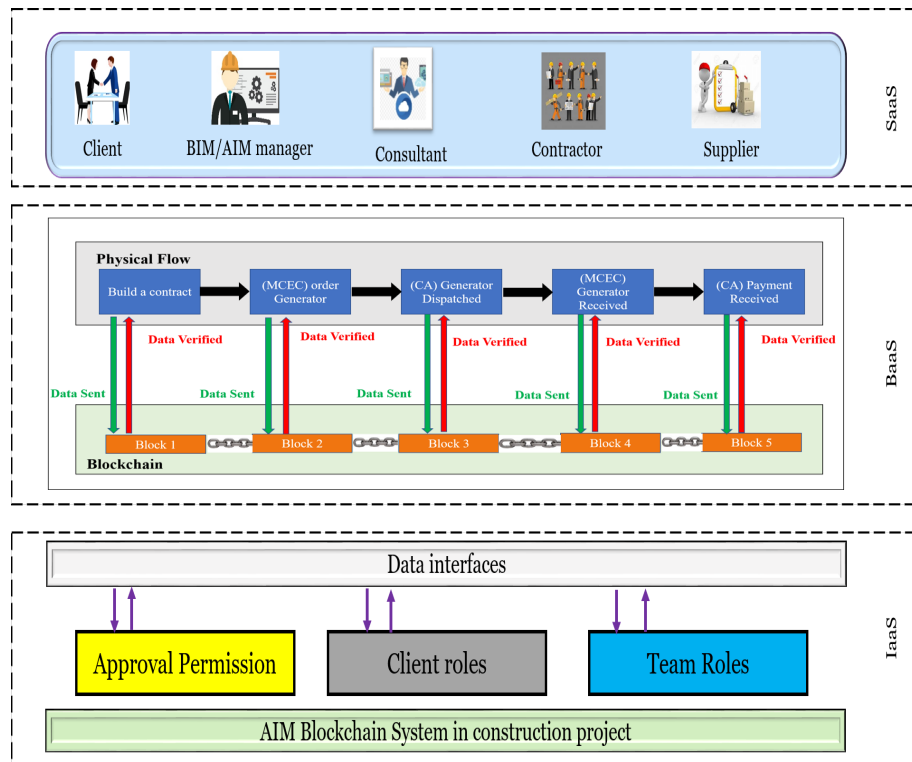 Client
BIM/AIM manager
Consultant
Contractor
Supplier
SaaS
Physical Flow
Build a contract
(MCEC) order
Generator
(CA) Generator
Dispatched
(MCEC)
Generator
Received
(CA) Payment
Received
Data Verified
Data Verified
Data Verified
Data Verified
Data Verified
Data Sent
Data Sent
Data Sent
Data Sent
Data Sent
Block 1
Block 2
Block 3
Block 4
Block 5
Blockchain
BaaS
Data interfaces
Approval Permission
Client roles
Team Roles
AIM Blockchain System in construction project
IaaS